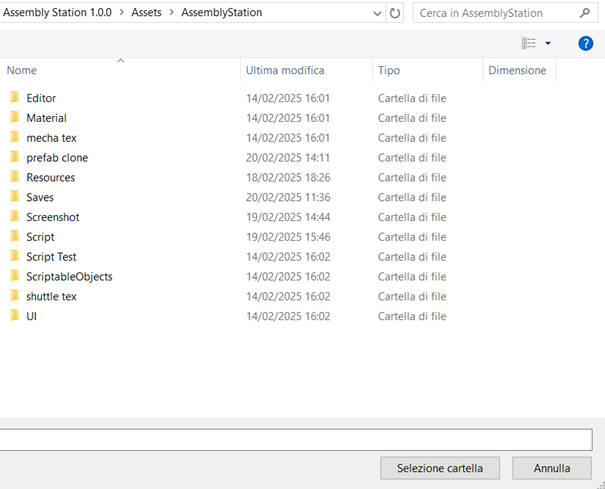 Assembly Station 1.0.0 > Assets > AssemblyStation Cerca in AssemblyStation
?
Nome Ultima modifica Tipo Dimensione
Editor 14/02/2025 16:01 Cartella di file
Material 14/02/2025 16:01 Cartella di file
mecha tex 14/02/2025 16:01 Cartella di file
prefab clone 20/02/2025 14:11 Cartella di file
Resources 18/02/2025 18:26 Cartella di file
Saves 20/02/2025 11:36 Cartella di file
Screenshot 19/02/2025 14:44 Cartella di file
Script 19/02/2025 15:46 Cartella di file
Script Test 14/02/2025 16:02 Cartella di file
ScriptableObjects 14/02/2025 16:02 Cartella di file
shuttle tex 14/02/2025 16:02 Cartella di file
UI 14/02/2025 16:02 Cartella di file
Selezione cartella Annulla